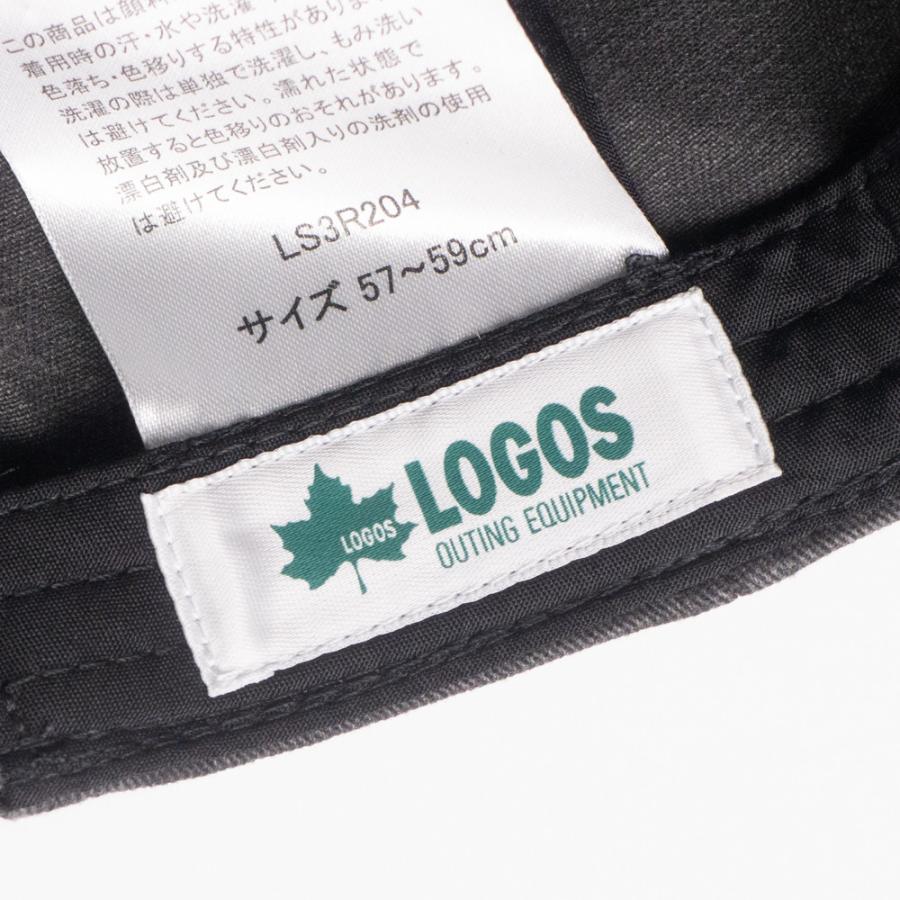 この商品は顔料
着用時の汗・水や洗濯
色落ち・色移りする特性がありま
洗濯の際は単独で洗濯し、もみ洗い
は避けてください。濡れた状態で
放置すると色移りのおそれがあります。
漂白剤及び漂白剤入りの洗剤の使用
は避けてください。
LS3R204
サイズ 57~59cm
LOGOS
LOGOS
OUTING EQUIPMENT